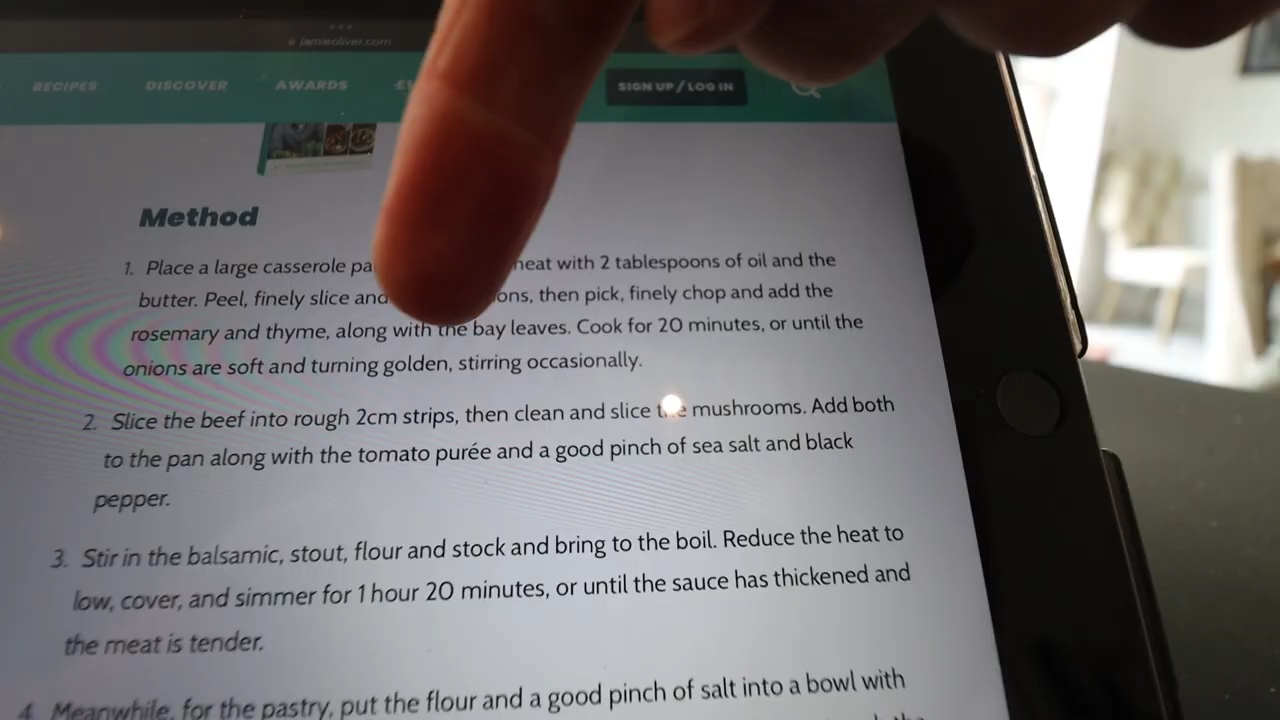 jamieoliver.com
RECIPES DISCOVER AWARDS SIGN UP / LOG IN
Method
1. Place a large casserole heat with 2 tablespoons of oil and the
butter. Peel, finely slice and then pick, finely chop and add the
rosemary and thyme, along with the bay leaves. Cook for 20 minutes, or until the
onions are soft and turning golden, stirring occasionally.
2. Slice the beef into rough 2cm strips, then clean and slice the mushrooms. Add both
to the pan along with the tomato purée and a good pinch of sea salt and black
pepper.
3. Stir in the balsamic, stout, flour and stock and bring to the boil. Reduce the heat to
low, cover, and simmer for 1 hour 20 minutes, or until the sauce has thickened and
the meat is tender.
4. Meanwhile, for the pastry, put the flour and a good pinch of salt into a bowl with